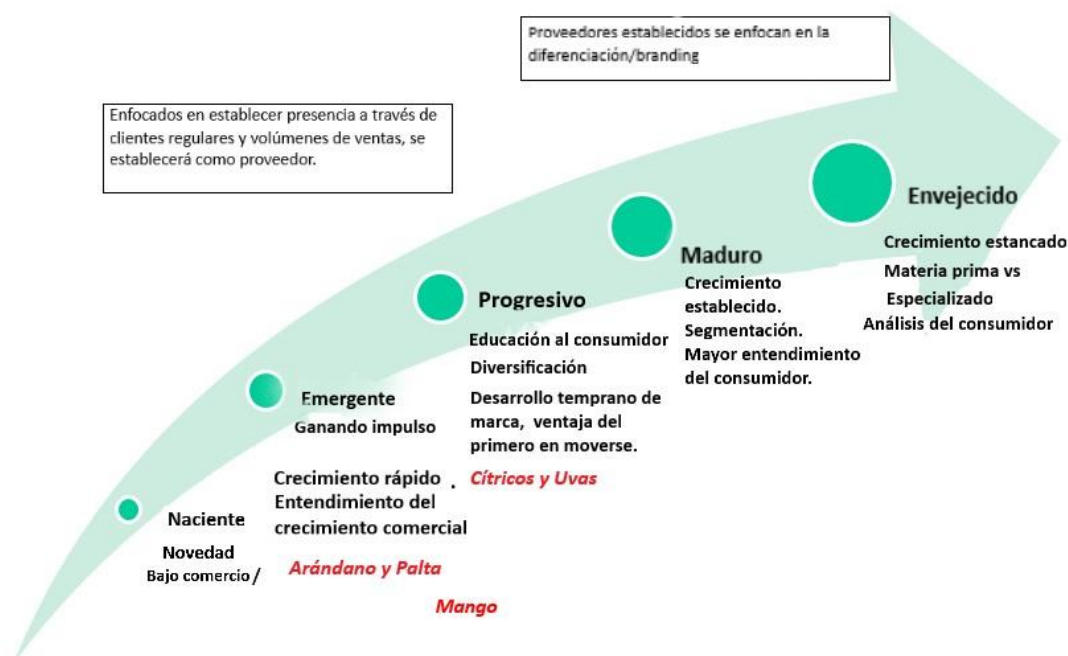 Proveedores establecidos se enfocan en la
diferenciación/branding
Enfocados en establecer presencia a través de
clientes regulares y volúmenes de ventas, se
establecerá como proveedor.
Naciente
Novedad
Bajo comercio/
Emergente
Ganando impulso
Crecimiento rápido .
Entendimiento del
crecimiento comercial
Arándano y Palta
Mango
Progresivo
Educación al consumidor
Diversificación
Desarrollo temprano de
marca, ventaja del
primero en moverse.
Cítricos y Uvas
Maduro
Crecimiento
establecido.
Segmentación.
Mayor entendimiento
del consumidor.
Envejecido
Crecimiento estancado
Materia prima vs
Especializado
Análisis del consumidor